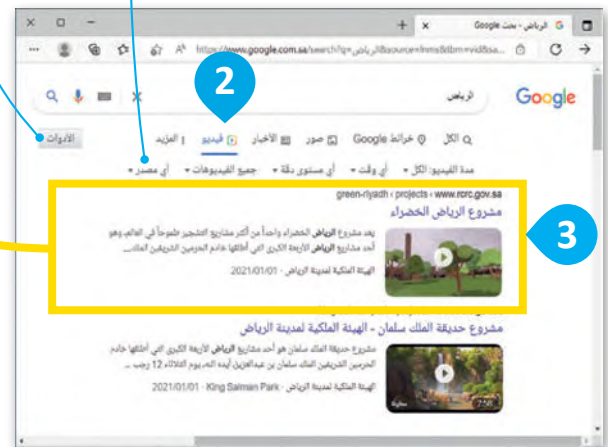 الرياض - بحث Google
https://www.google.com.sa/search?q=الرياض&source=lnms&tbm=vid&sa...
Google
الرياض
الكل خرائط Google صور الأخبار فيديو المزيد
الأدوات
مدة الفيديو: الكل أي وقت أي مستوى دقة جميع الفيديوهات أي مصدر
2
3
green-riyadh › projects › www.rcrc.gov.sa
مشروع الرياض الخضراء
يعد مشروع الرياض الخضراء واحداً من أكثر مشاريع التشجير طموحاً في العالم، وهو
أحد مشاريع الرياض الأربعة الكبرى التي أطلقها خادم الحرمين الشريفين الملك...
الهيئة الملكية لمدينة الرياض · 2021/01/01
مشروع حديقة الملك سلمان - الهيئة الملكية لمدينة الرياض
مشروع حديقة الملك سلمان هو أحد مشاريع الرياض الأربعة الكبرى التي أطلقها خادم
الحرمين الشريفين الملك سلمان بن عبدالعزيز، أيده الله، يوم الثلاثاء 12 رجب ...
الهيئة الملكية لمدينة الرياض · King Salman Park · 2021/01/01
معاينة
7:50